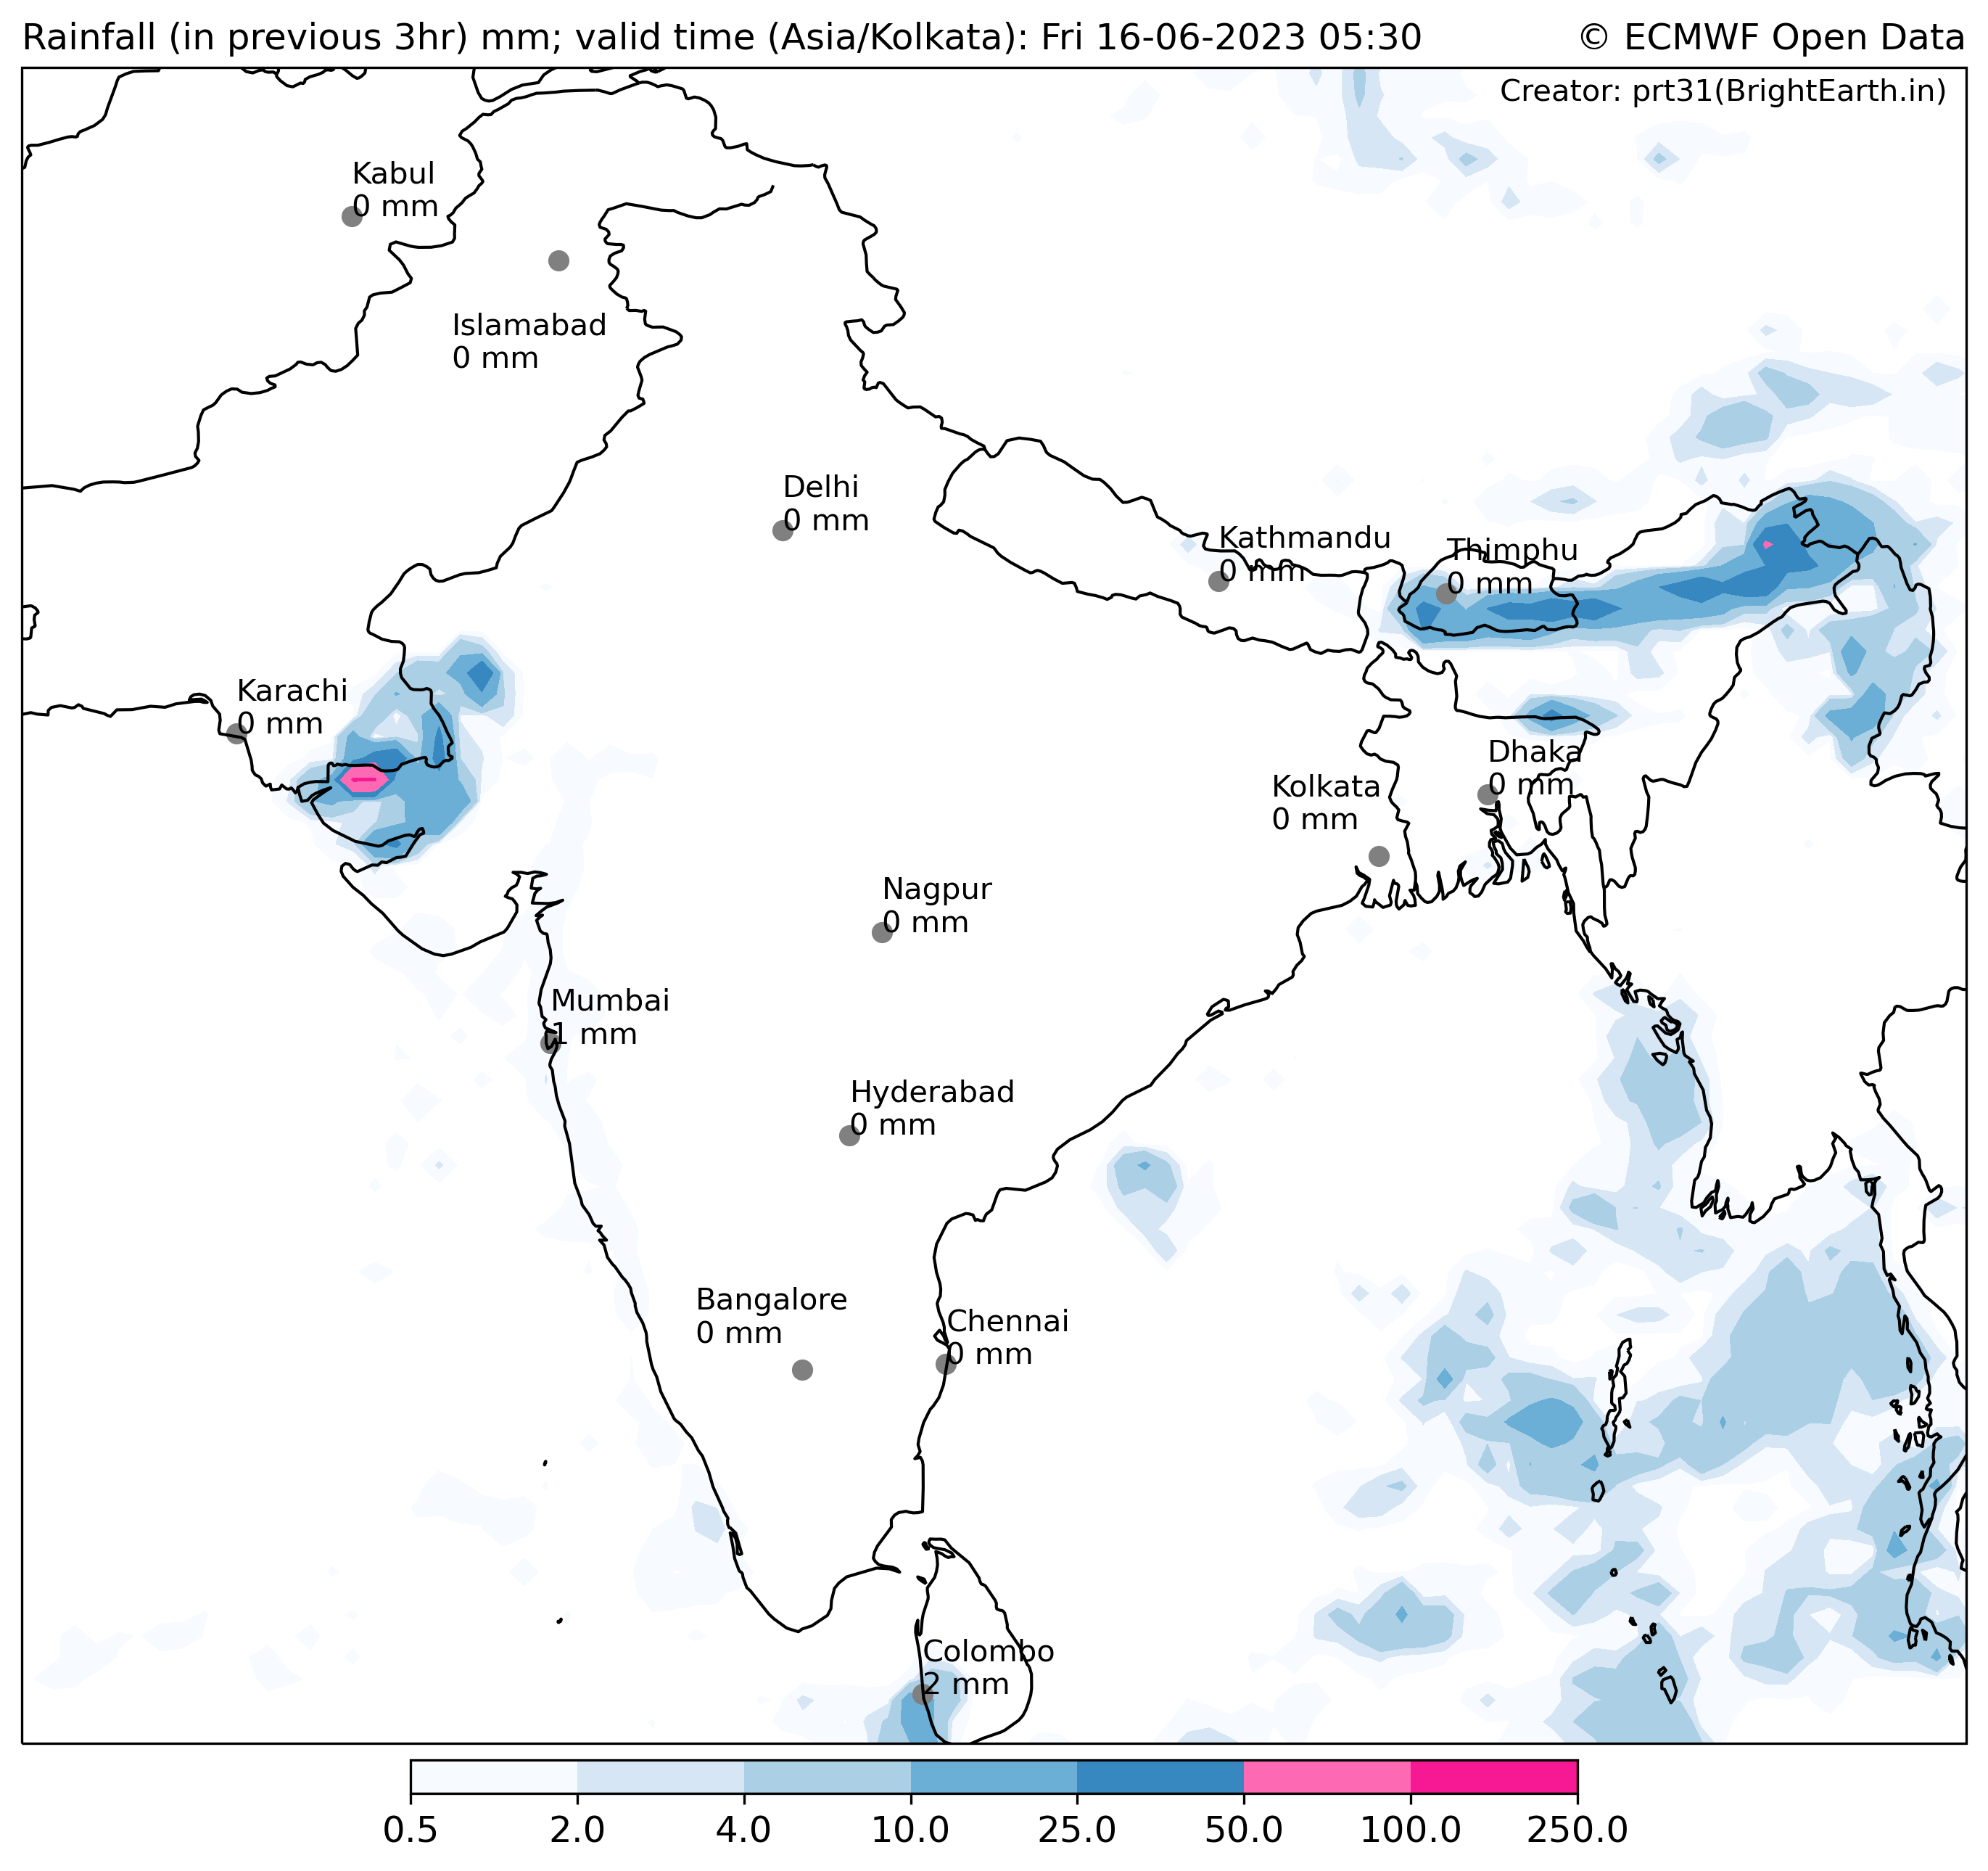 Rainfall (in previous 3hr) mm; valid time (Asia/Kolkata): Fri 16-06-2023 05:30
© ECMWF Open Data
Creator: prt31(BrightEarth.in)
Kabul
0 mm
Islamabad
0 mm
Delhi
0 mm
Kathmandu
0 mm
Thimphu
0 mm
Karachi
0 mm
Dhaka
0 mm
Kolkata
0 mm
Nagpur
0 mm
Mumbai
1 mm
Hyderabad
0 mm
Bangalore
0 mm
Chennai
0 mm
Colombo
2 mm
0.5 2.0 4.0 10.0 25.0 50.0 100.0 250.0